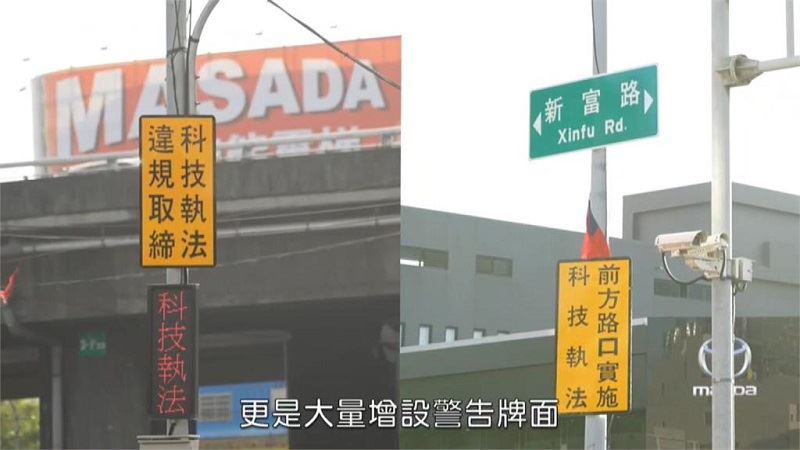 MASADA
科技執法
違規取締
科技執法
新富路
Xinfu Rd.
前方路口實施
科技執法
mazda
更是大量增設警告牌面